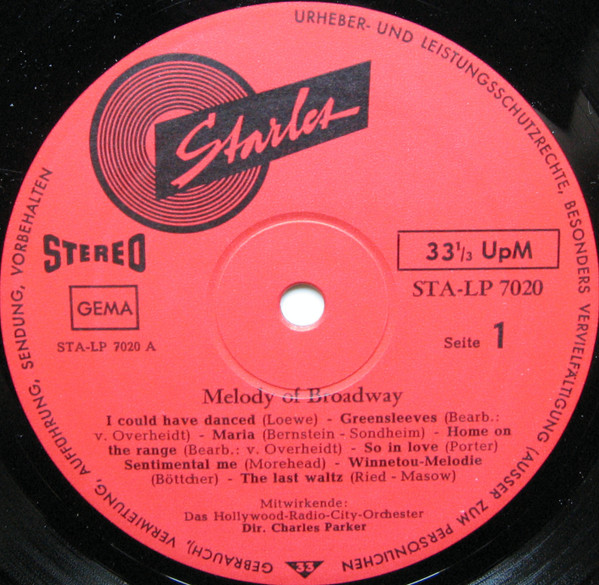 URHEBER- UND LEISTUNGSSCHUTZRECHTE, BESONDERS VERVIELFÄLTIGUNG (AUSSER ZUM PERSÖNLICHEN GEBRAUCH), VERMIETUNG, AUFFÜHRUNG, SENDUNG, VORBEHALTEN
Starlet
STEREO
33 1/3 UpM
GEMA
STA-LP 7020
STA-LP 7020 A
Seite 1
Melody of Broadway
I could have danced (Loewe) - Greensleeves (Bearb.:
v. Overheidt) - Maria (Bernstein - Sondheim) - Home on
the range (Bearb.: v. Overheidt) - So in love (Porter)
Sentimental me (Morehead) - Winnetou-Melodie
(Böttcher) - The last waltz (Ried - Masow)
Mitwirkende:
Das Hollywood-Radio-City-Orchester
Dir. Charles Parker
33